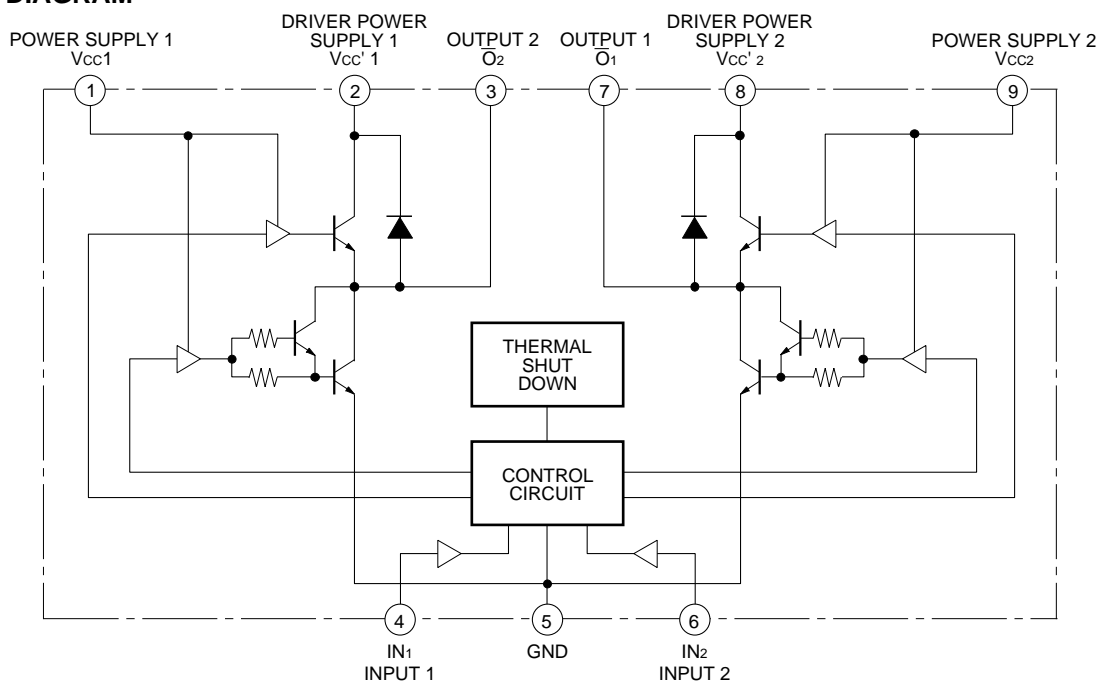 DIAGRAM
POWER SUPPLY 1
Vcc1
DRIVER POWER
SUPPLY 1
Vcc' 1
OUTPUT 2
O̅2
OUTPUT 1
O̅1
DRIVER POWER
SUPPLY 2
Vcc' 2
POWER SUPPLY 2
Vcc2
1
2
3
7
8
9
THERMAL
SHUT
DOWN
CONTROL
CIRCUIT
4
5
6
IN1
INPUT 1
GND
IN2
INPUT 2